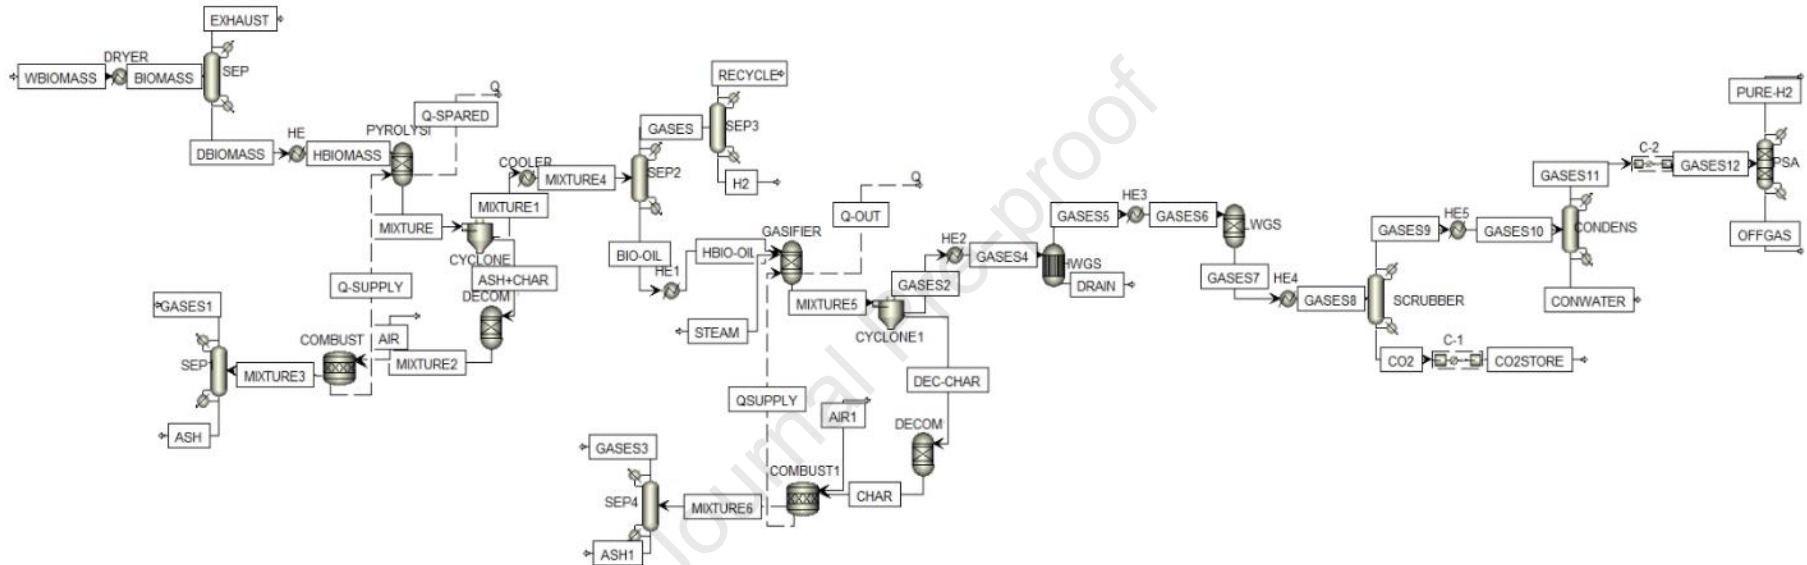 EXHAUST
DRYER
WBIOMASS
BIOMASS
SEP
Q
Q-SPARED
DBIOMASS
HE
HBIOMASS
PYROLYSI
MIXTURE
CYCLONE
MIXTURE1
COOLER
MIXTURE4
ASH+CHAR
DECOM
Q-SUPPLY
GASES1
COMBUST
AIR
MIXTURE2
SEP
MIXTURE3
ASH
RECYCLE
GASES
SEP3
SEP2
H2
BIO-OIL
HE1
HBIO-OIL
GASIFIER
Q
Q-OUT
STEAM
MIXTURE5
GASES2
CYCLONE1
HE2
GASES4
HWGS
DRAIN
QSUPPLY
DEC-CHAR
AIR1
DECOM
GASES3
COMBUST1
CHAR
SEP4
MIXTURE6
ASH1
GASES5
HE3
GASES6
LWGS
GASES7
HE4
GASES8
SCRUBBER
GASES9
HE5
GASES10
CO2
C-1
CO2STORE
GASES11
CONDENS
CONWATER
C-2
GASES12
PURE-H2
PSA
OFFGAS
Journal Pre-proof